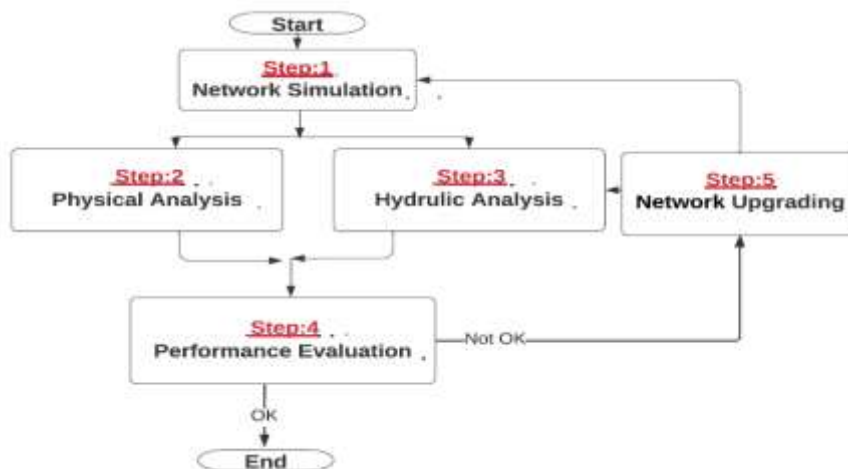 Start
Step:1
Network Simulation
Step:2
Physical Analysis
Step:3
Hydrulic Analysis
Step:5
Network Upgrading
Step:4
Performance Evaluation
Not OK
OK
End